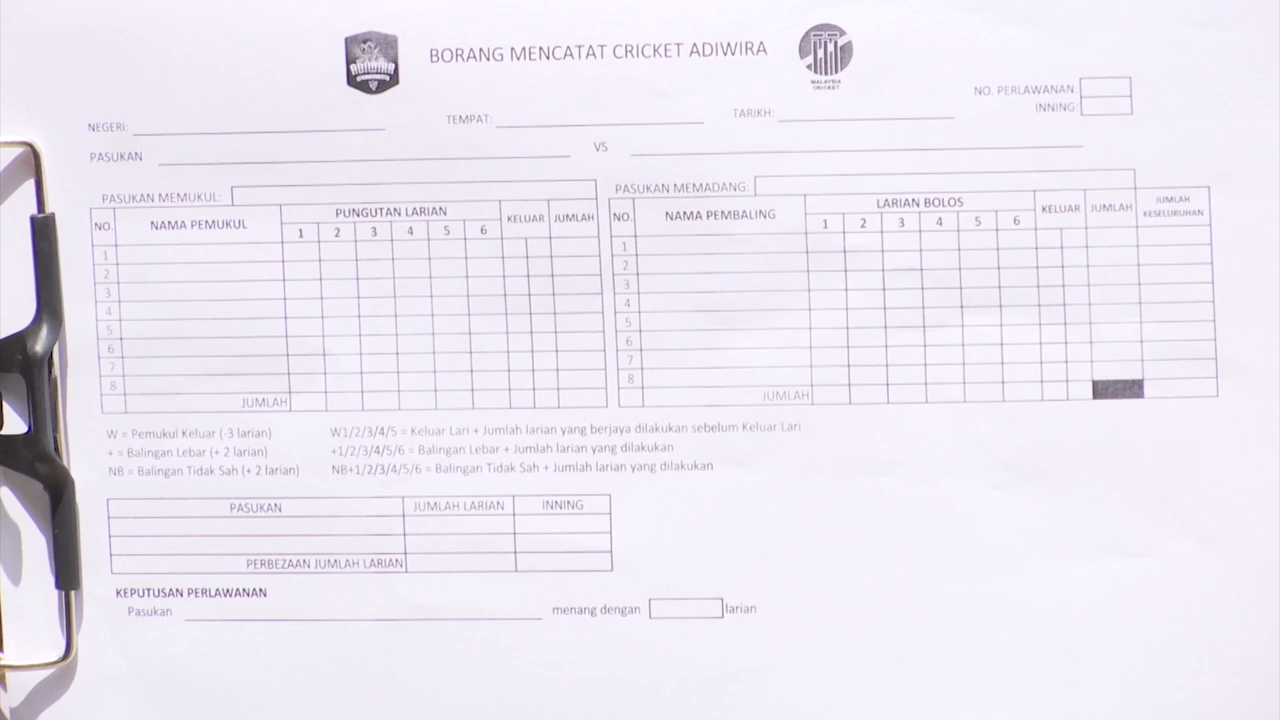 ADIWIRA
BORANG MENCATAT CRICKET ADIWIRA
MALAYSIA
CRICKET
NO. PERLAWANAN:
INNING:
NEGERI:
TEMPAT:
TARIKH:
PASUKAN
VS
PASUKAN MEMUKUL:
NO. NAMA PEMUKUL PUNGUTAN LARIAN KELUAR JUMLAH
1 2 3 4 5 6
1
2
3
4
5
6
7
8
JUMLAH
PASUKAN MEMADANG:
NO. NAMA PEMBALING LARIAN BOLOS KELUAR JUMLAH JUMLAH KESELURUHAN
1 2 3 4 5 6
1
2
3
4
5
6
7
8
JUMLAH
W = Pemukul Keluar (-3 larian) W1/2/3/4/5 = Keluar Lari + Jumlah larian yang berjaya dilakukan sebelum Keluar Lari
+ = Balingan Lebar (+ 2 larian) +1/2/3/4/5/6 = Balingan Lebar + Jumlah larian yang dilakukan
NB = Balingan Tidak Sah (+ 2 larian) NB+1/2/3/4/5/6 = Balingan Tidak Sah + Jumlah larian yang dilakukan
PASUKAN JUMLAH LARIAN INNING
PERBEZAAN JUMLAH LARIAN
KEPUTUSAN PERLAWANAN
Pasukan menang dengan larian